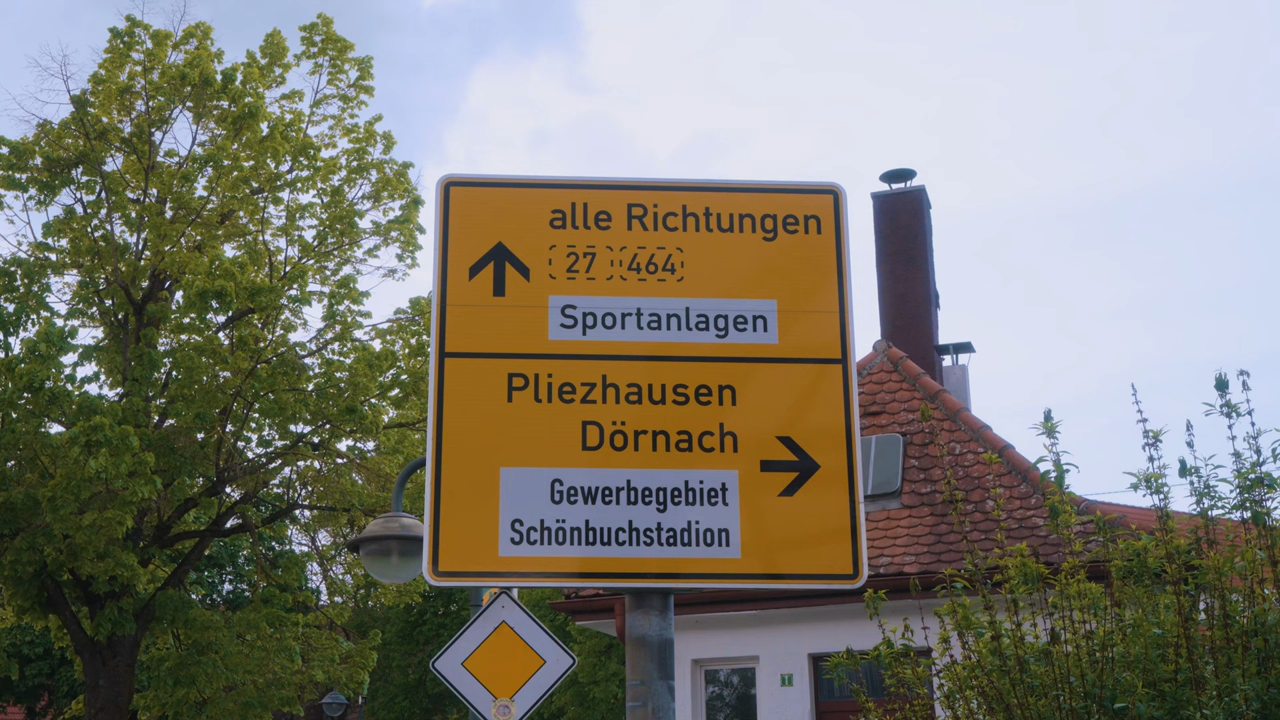 alle Richtungen
27 464
Sportanlagen
Pliezhausen
Dörnach
Gewerbegebiet
Schönbuchstadion